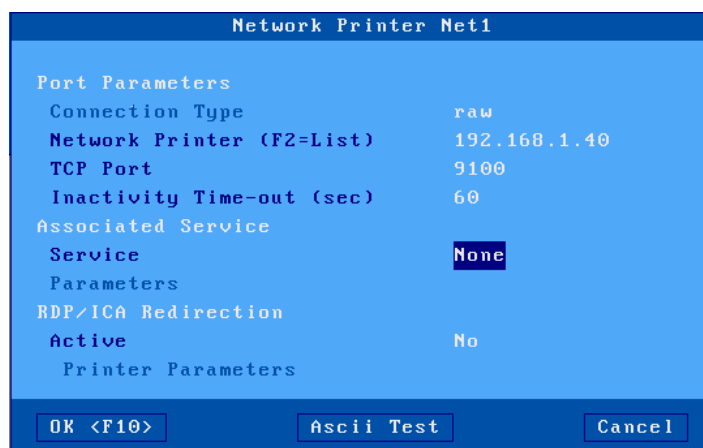 Network Printer Net1
Port Parameters
Connection Type raw
Network Printer (F2=List) 192.168.1.40
TCP Port 9100
Inactivity Time-out (sec) 60
Associated Service
Service None
Parameters
RDP/ICA Redirection
Active No
Printer Parameters
OK <F10> Ascii Test Cancel